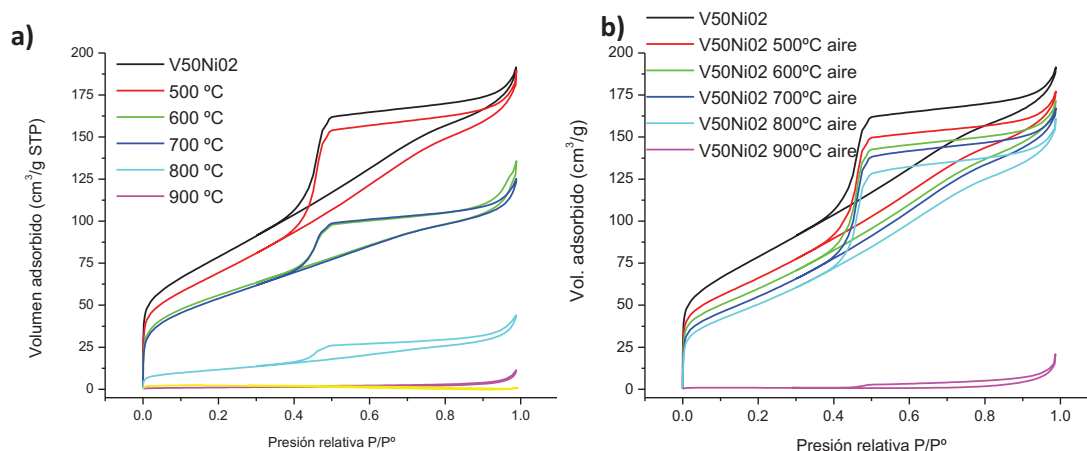 a)
V50Ni02
500 ºC
600 ºC
700 ºC
800 ºC
900 ºC
Volumen adsorbido (cm³/g STP)
200
175
150
125
100
75
50
25
0
0.0 0.2 0.4 0.6 0.8 1.0
Presión relativa P/Pº
b)
V50Ni02
V50Ni02 500ºC aire
V50Ni02 600ºC aire
V50Ni02 700ºC aire
V50Ni02 800ºC aire
V50Ni02 900ºC aire
Vol. adsorbido (cm³/g)
200
175
150
125
100
75
50
25
0
0.0 0.2 0.4 0.6 0.8 1.0
Presión relativa P/Pº